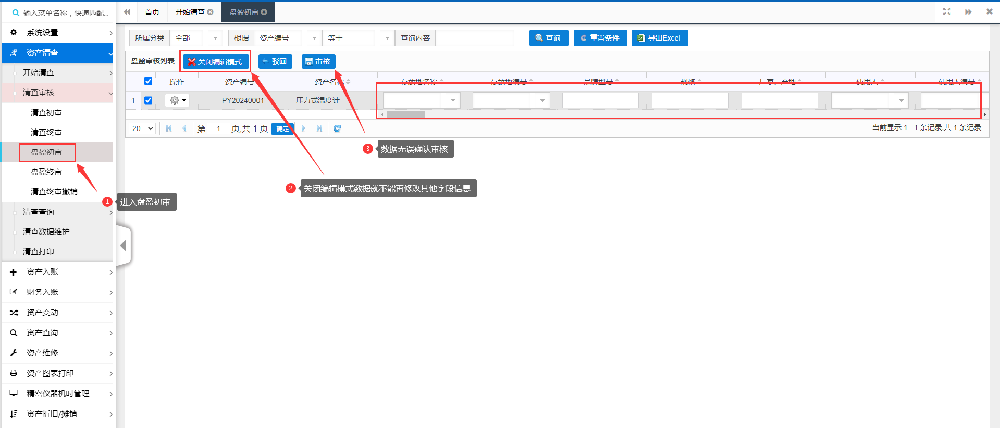 输入菜单名称，快速匹配...
首页
开始清查
盘盈初审
系统设置
资产清查
开始清查
清查审核
清查初审
清查终审
盘盈初审
盘盈终审
清查终审撤销
清查查询
清查数据维护
清查打印
资产入账
财务入账
资产变动
资产查询
资产维修
资产图表打印
精密仪器机时管理
资产折旧/摊销
所属分类 全部 根据 资产编号 等于 查询内容 查询 重置条件 导出Excel
盘盈审核列表 关闭编辑模式 驳回 审核
操作 资产编号 资产名称 存放地名称 存放地编号 品牌型号 规格 厂家、产地 使用人 使用人编号
1 PY20240001 压力式温度计
20 第 1 页,共 1 页 确定 当前显示 1 - 1 条记录,共 1 条记录
3 数据无误确认审核
2 关闭编辑模式数据就不能再修改其他字段信息
1 进入盘盈初审